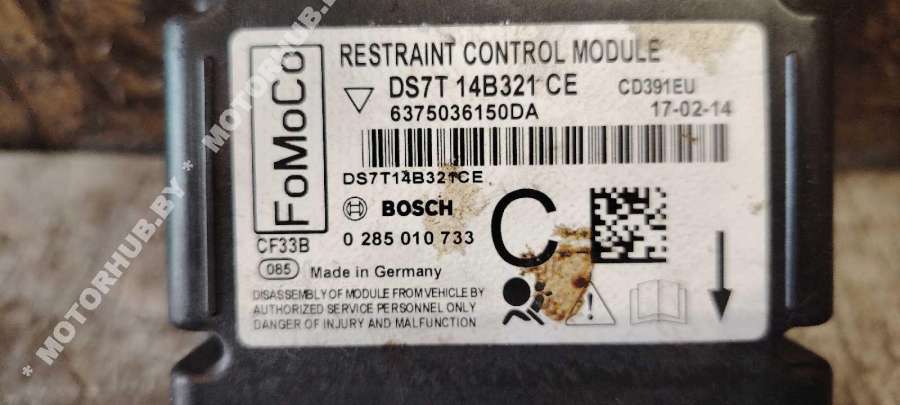 FoMoCo
RESTRAINT CONTROL MODULE
DS7T 14B321 CE CD391EU
6375036150DA 17-02-14
DS7T14B321CE
BOSCH
C
CF33B
0 285 010 733
085 Made in Germany
DISASSEMBLY OF MODULE FROM VEHICLE BY
AUTHORIZED SERVICE PERSONNEL ONLY
DANGER OF INJURY AND MALFUNCTION
* MOTORHUB.BY * MOTORHUB.BY
* MOTORHUB.BY *